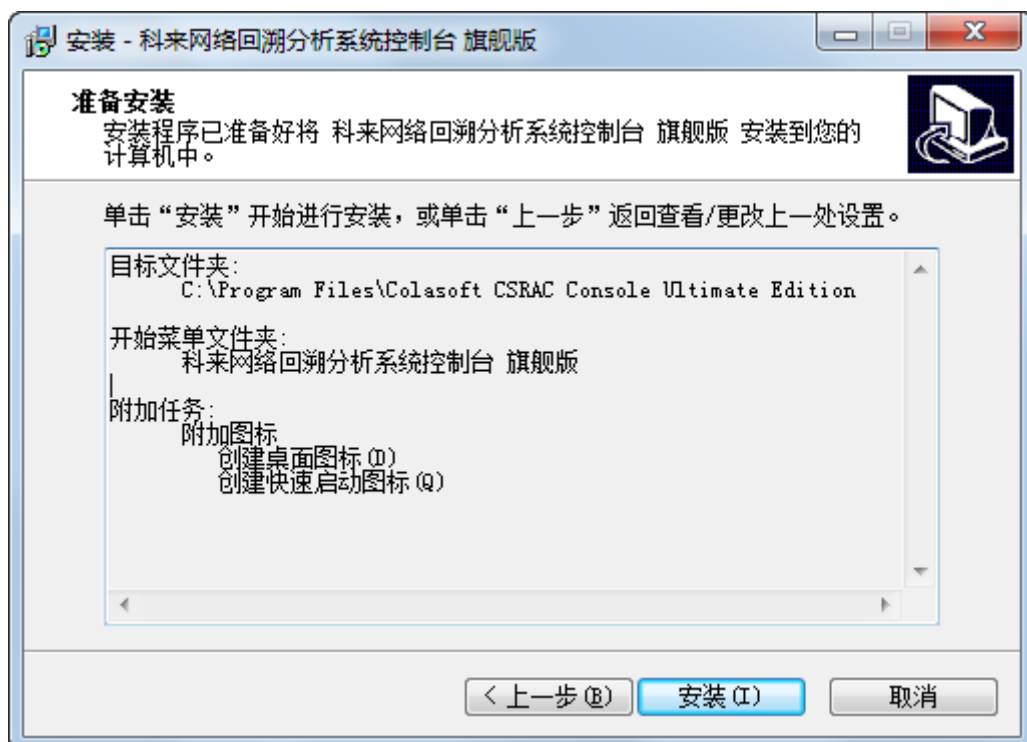 安装 - 科来网络回溯分析系统控制台 旗舰版
准备安装
安装程序已准备好将 科来网络回溯分析系统控制台 旗舰版 安装到您的
计算机中。
单击“安装”开始进行安装，或单击“上一步”返回查看/更改上一处设置。
目标文件夹:
C:\Program Files\Colasoft CSRAC Console Ultimate Edition
开始菜单文件夹:
科来网络回溯分析系统控制台 旗舰版
附加任务:
附加图标
创建桌面图标(D)
创建快速启动图标(Q)
< 上一步(B)
安装(I)
取消